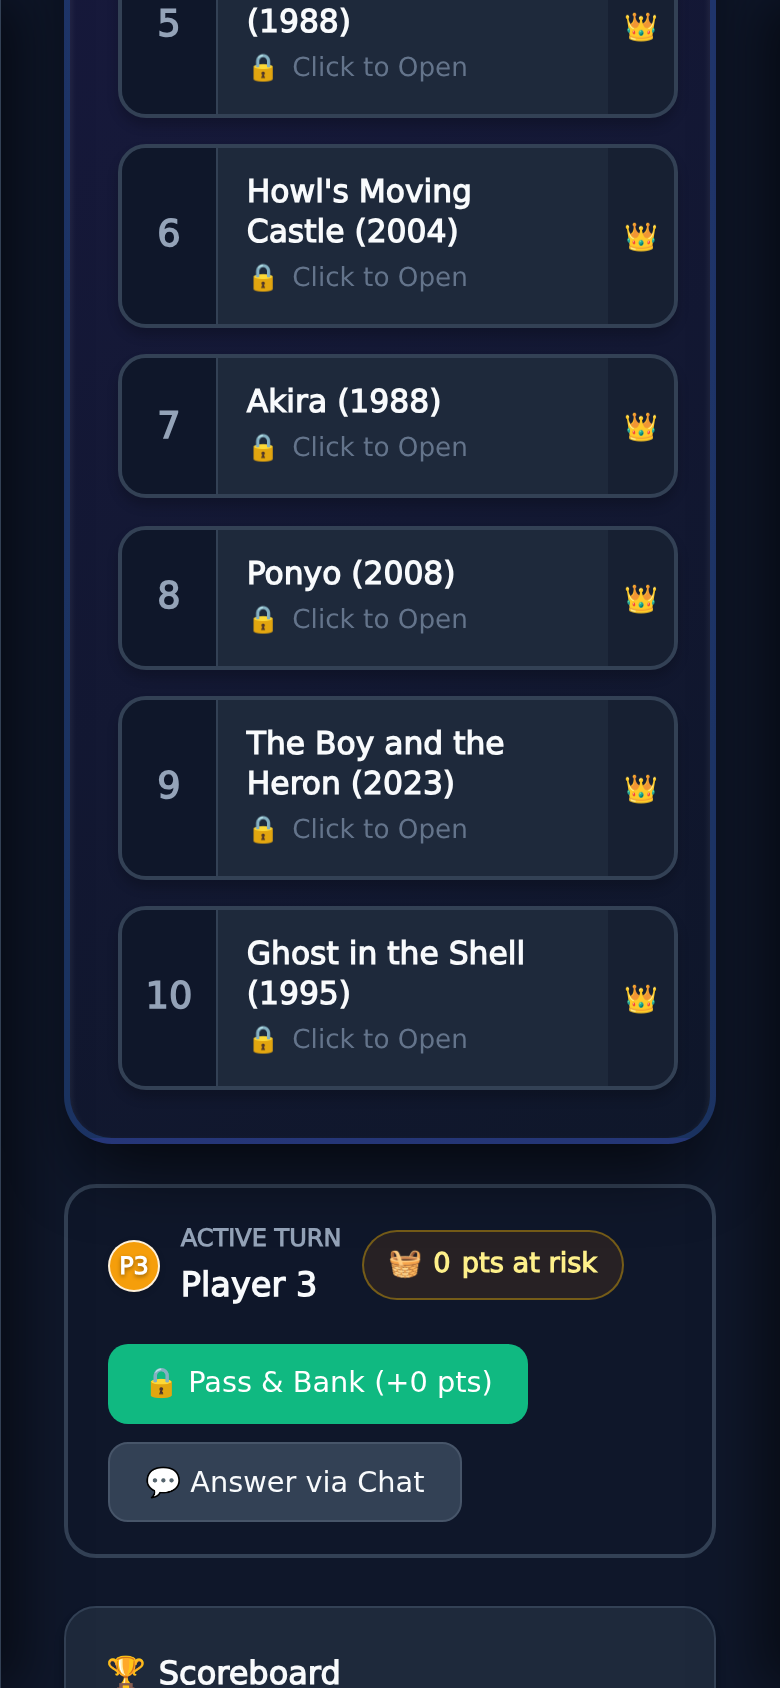 5
(1988)
Click to Open
6
Howl's Moving
Castle (2004)
Click to Open
7
Akira (1988)
Click to Open
8
Ponyo (2008)
Click to Open
9
The Boy and the
Heron (2023)
Click to Open
10
Ghost in the Shell
(1995)
Click to Open
P3
ACTIVE TURN
Player 3
0 pts at risk
Pass & Bank (+0 pts)
Answer via Chat
Scoreboard